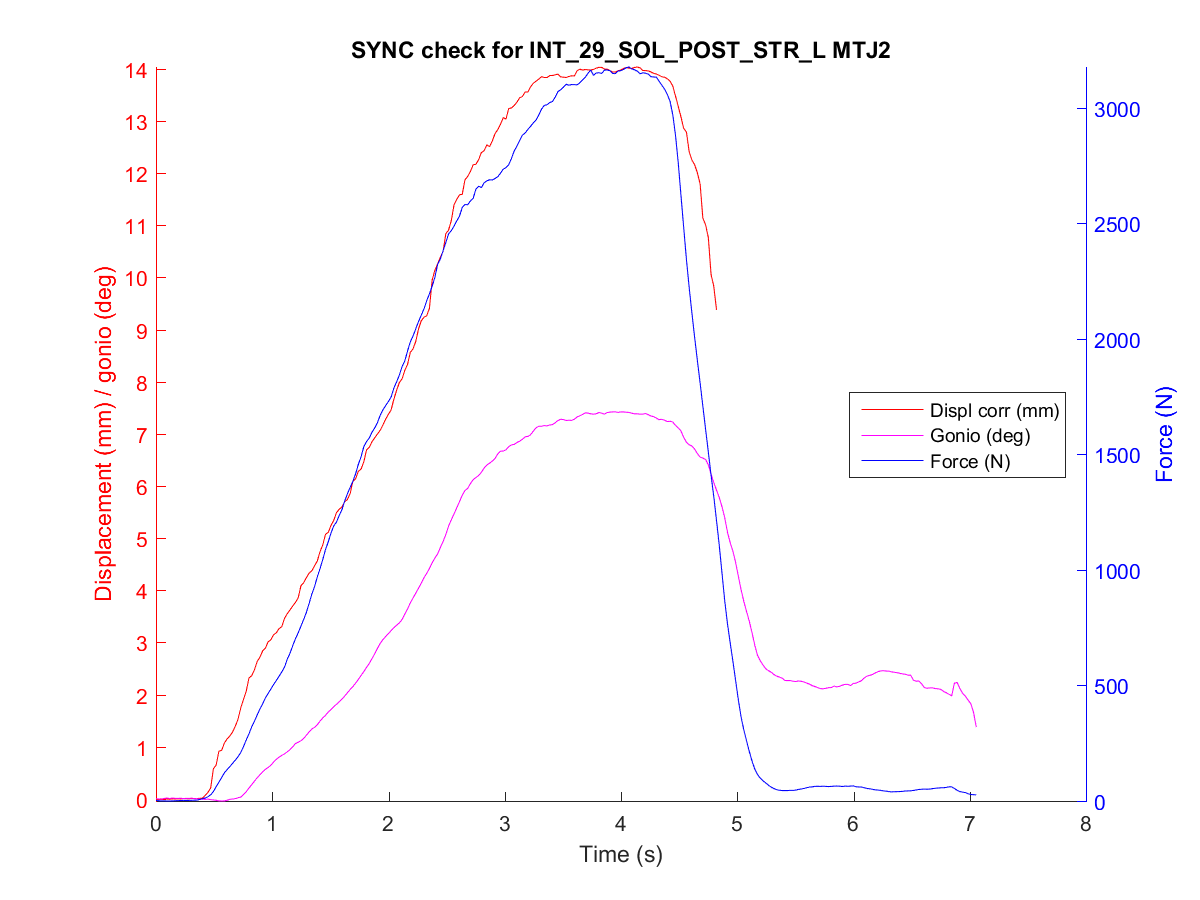 SYNC check for INT_29_SOL_POST_STR_L MTJ2
14
13
12
11
10
9
8
7
6
5
4
3
2
1
0
Displacement (mm) / gonio (deg)
3000
2500
2000
1500
1000
500
0
Force (N)
Displ corr (mm)
Gonio (deg)
Force (N)
0 1 2 3 4 5 6 7 8
Time (s)